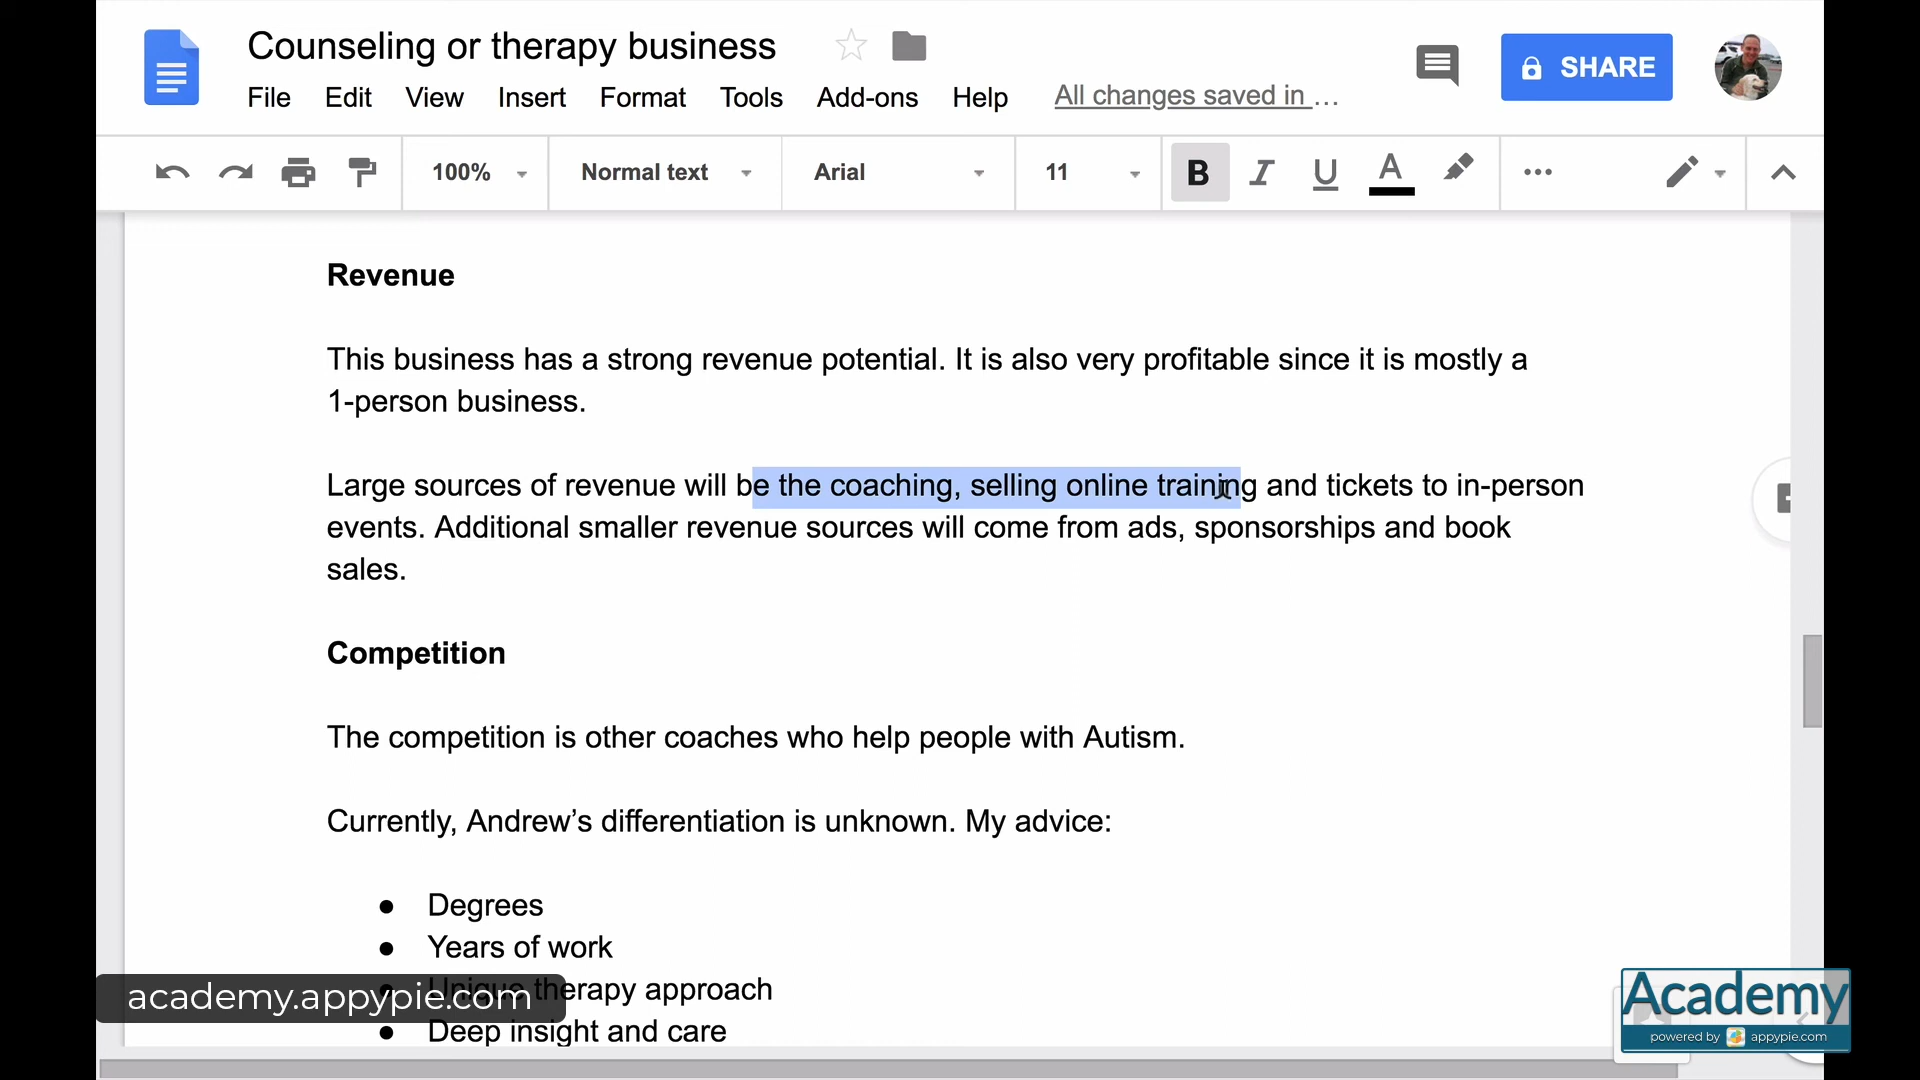 Counseling or therapy business
File Edit View Insert Format Tools Add-ons Help All changes saved in …
SHARE
100% Normal text Arial 11 B I U A
Revenue
This business has a strong revenue potential. It is also very profitable since it is mostly a
1-person business.
Large sources of revenue will be the coaching, selling online training and tickets to in-person
events. Additional smaller revenue sources will come from ads, sponsorships and book
sales.
Competition
The competition is other coaches who help people with Autism.
Currently, Andrew’s differentiation is unknown. My advice:
● Degrees
● Years of work
● Unique therapy approach
● Deep insight and care
academy.appypie.com
Academy
powered by appypie.com